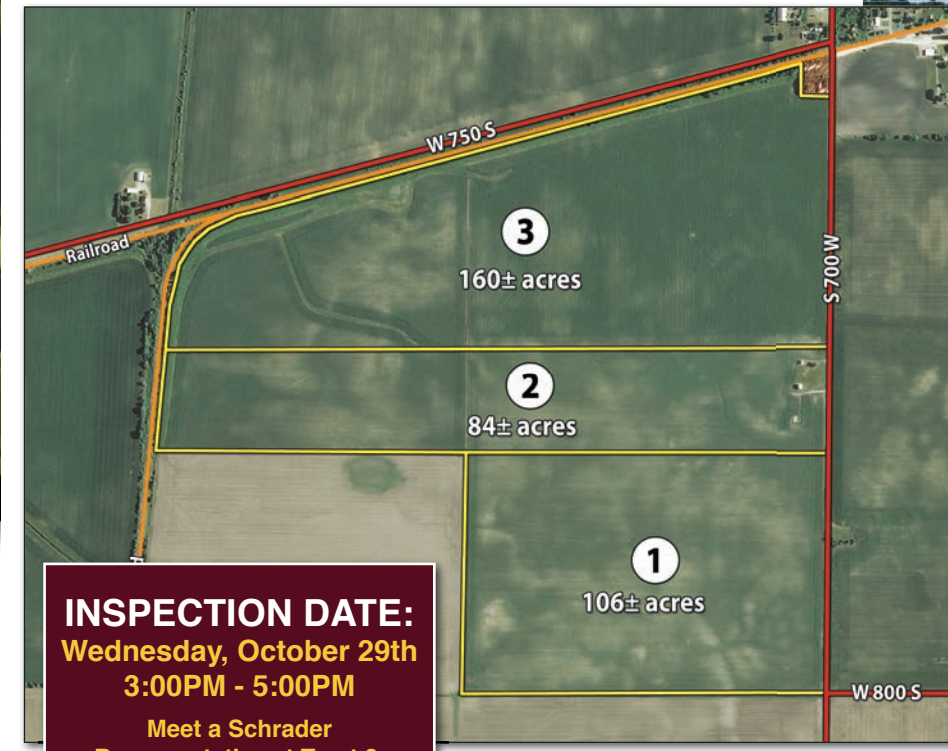 W 750 S
Railroad
3
160± acres
S 700 W
2
84± acres
1
106± acres
W 800 S
INSPECTION DATE:
Wednesday, October 29th
3:00PM - 5:00PM
Meet a Schrader